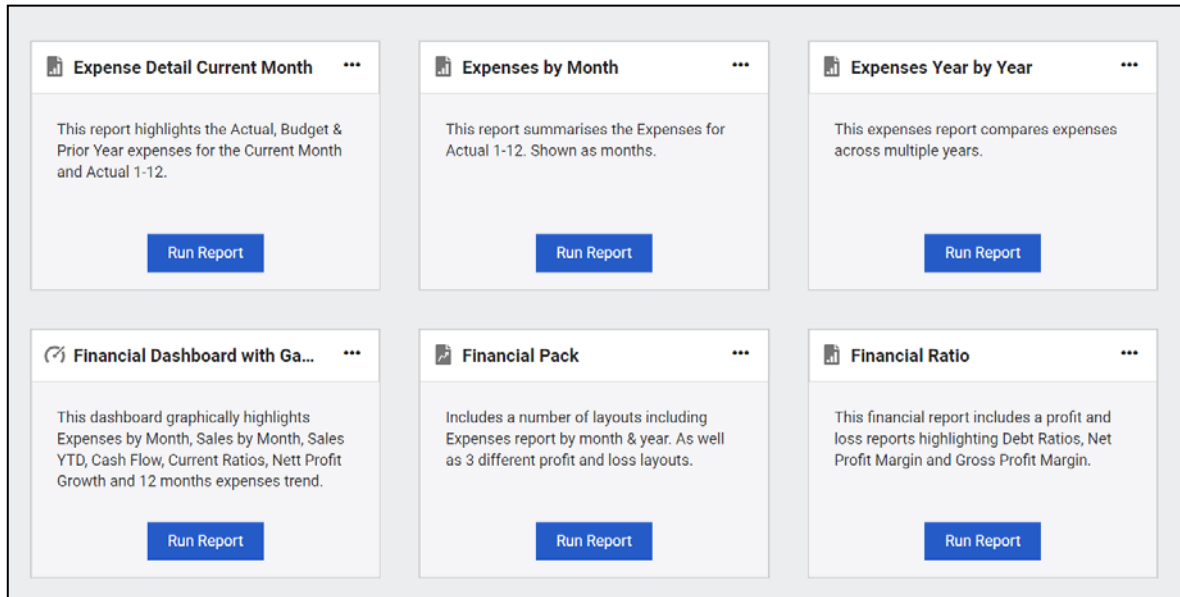 Expense Detail Current Month •••
This report highlights the Actual, Budget &
Prior Year expenses for the Current Month
and Actual 1-12.
Run Report
Expenses by Month •••
This report summarises the Expenses for
Actual 1-12. Shown as months.
Run Report
Expenses Year by Year •••
This expenses report compares expenses
across multiple years.
Run Report
Financial Dashboard with Ga... •••
This dashboard graphically highlights
Expenses by Month, Sales by Month, Sales
YTD, Cash Flow, Current Ratios, Nett Profit
Growth and 12 months expenses trend.
Run Report
Financial Pack •••
Includes a number of layouts including
Expenses report by month & year. As well
as 3 different profit and loss layouts.
Run Report
Financial Ratio •••
This financial report includes a profit and
loss reports highlighting Debt Ratios, Net
Profit Margin and Gross Profit Margin.
Run Report